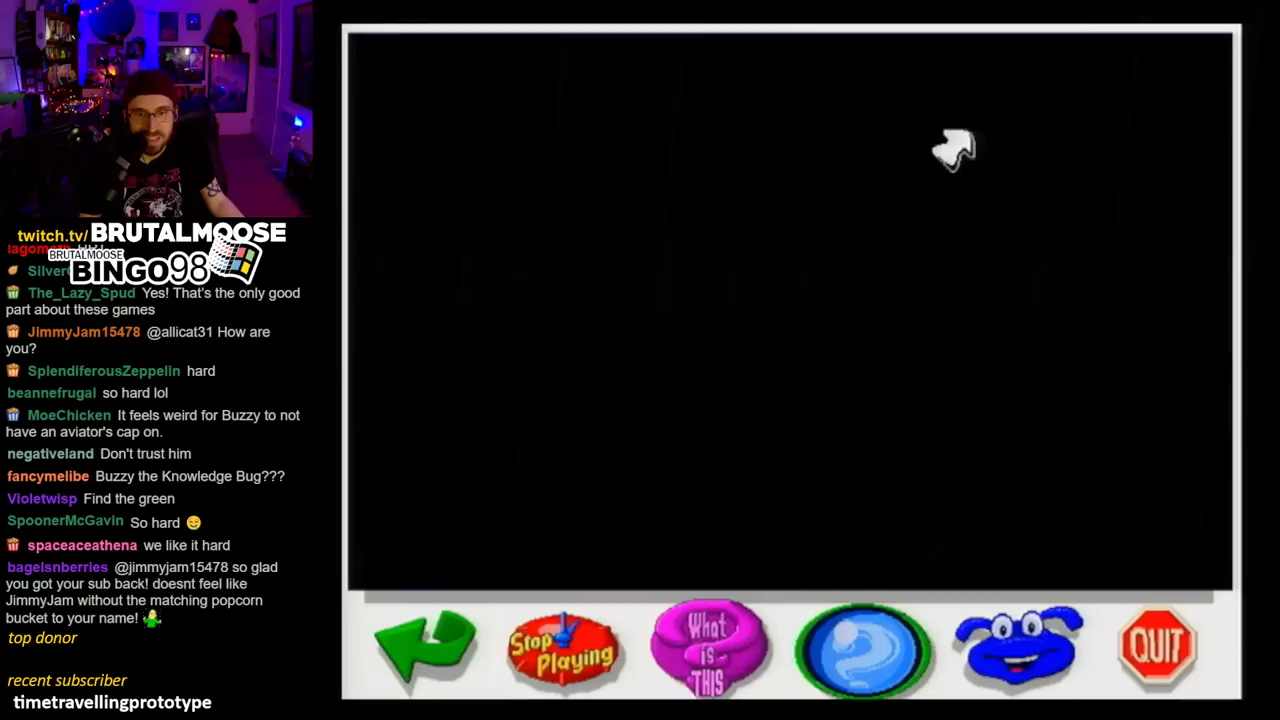 twitch.tv/BRUTALMOOSE
BRUTALMOOSE
BINGO98
The_Lazy_Spud Yes! That's the only good
part about these games
JimmyJam15478 @allicat31 How are
you?
SplendiferousZeppelin hard
beannefrugal so hard lol
MoeChicken It feels weird for Buzzy to not
have an aviator's cap on.
negativeland Don't trust him
fancymelibe Buzzy the Knowledge Bug???
Violetwisp Find the green
SpoonerMcGavin So hard 😌
spaceaceathena we like it hard
bagelsnberries @jimmyjam15478 so glad
you got your sub back! doesnt feel like
JimmyJam without the matching popcorn
bucket to your name!
top donor
recent subscriber
timetravellingprototype
Stop
Playing
What
is
THIS
QUIT